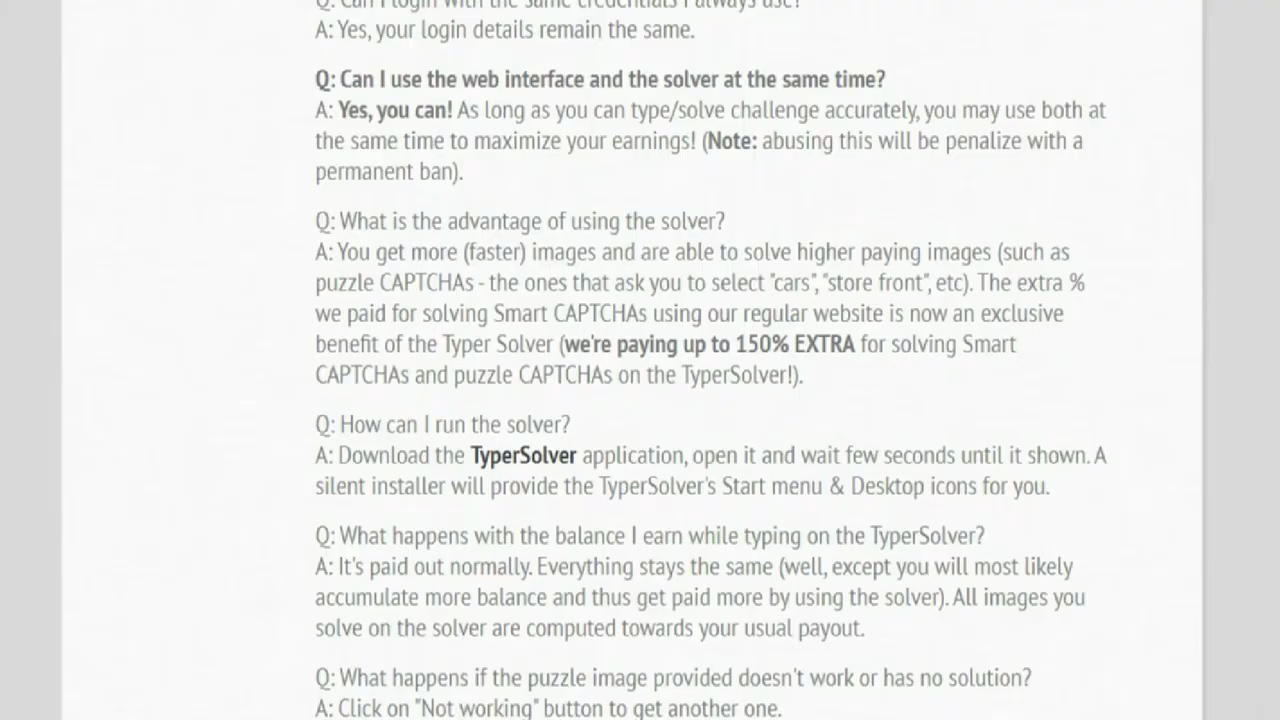 Q: Can I login with the same credentials I always use?
A: Yes, your login details remain the same.
Q: Can I use the web interface and the solver at the same time?
A: Yes, you can! As long as you can type/solve challenge accurately, you may use both at
the same time to maximize your earnings! (Note: abusing this will be penalize with a
permanent ban).
Q: What is the advantage of using the solver?
A: You get more (faster) images and are able to solve higher paying images (such as
puzzle CAPTCHAs - the ones that ask you to select "cars", "store front", etc). The extra %
we paid for solving Smart CAPTCHAs using our regular website is now an exclusive
benefit of the Typer Solver (we're paying up to 150% EXTRA for solving Smart
CAPTCHAs and puzzle CAPTCHAs on the TyperSolver!).
Q: How can I run the solver?
A: Download the TyperSolver application, open it and wait few seconds until it shown. A
silent installer will provide the TyperSolver's Start menu & Desktop icons for you.
Q: What happens with the balance I earn while typing on the TyperSolver?
A: It's paid out normally. Everything stays the same (well, except you will most likely
accumulate more balance and thus get paid more by using the solver). All images you
solve on the solver are computed towards your usual payout.
Q: What happens if the puzzle image provided doesn't work or has no solution?
A: Click on "Not working" button to get another one.